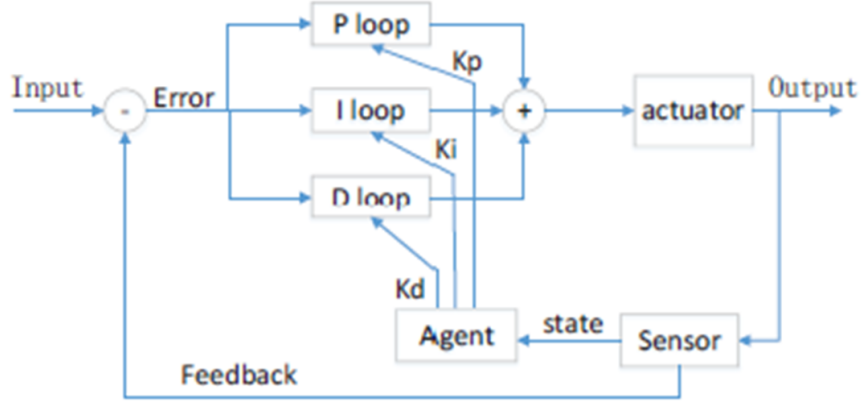 P loop
Kp
Input
-
Error
I loop
+
actuator
Output
Ki
D loop
Kd
Agent
state
Sensor
Feedback